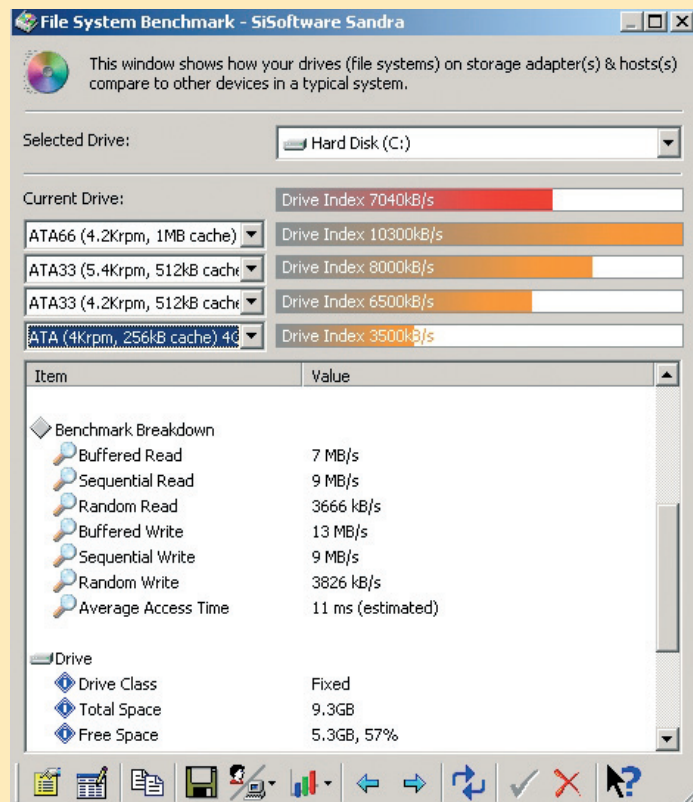 File System Benchmark - SiSoftware Sandra
This window shows how your drives (file systems) on storage adapter(s) & hosts(s)
compare to other devices in a typical system.
Selected Drive:
Hard Disk (C:)
Current Drive:
Drive Index 7040kB/s
ATA66 (4.2Krpm, 1MB cache)
Drive Index 10300kB/s
ATA33 (5.4Krpm, 512kB cache
Drive Index 8000kB/s
ATA33 (4.2Krpm, 512kB cache
Drive Index 6500kB/s
ATA (4Krpm, 256kB cache) 4G
Drive Index 3500kB/s
Item Value
Benchmark Breakdown
Buffered Read 7 MB/s
Sequential Read 9 MB/s
Random Read 3666 kB/s
Buffered Write 13 MB/s
Sequential Write 9 MB/s
Random Write 3826 kB/s
Average Access Time 11 ms (estimated)
Drive
Drive Class Fixed
Total Space 9.3GB
Free Space 5.3GB, 57%